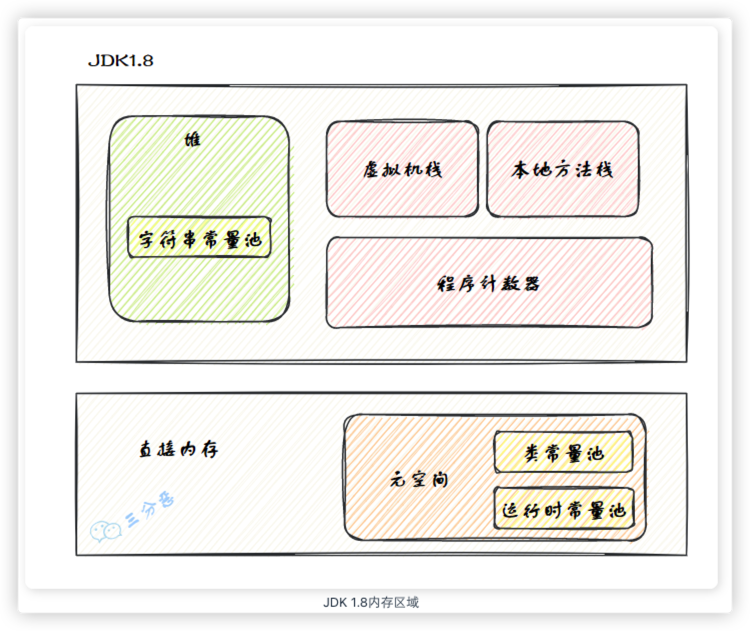 JDK1.8
堆
字符串常量池
虚拟机栈
本地方法栈
程序计数器
直接内存
元空间
类常量池
运行时常量池
三分恶
JDK 1.8内存区域